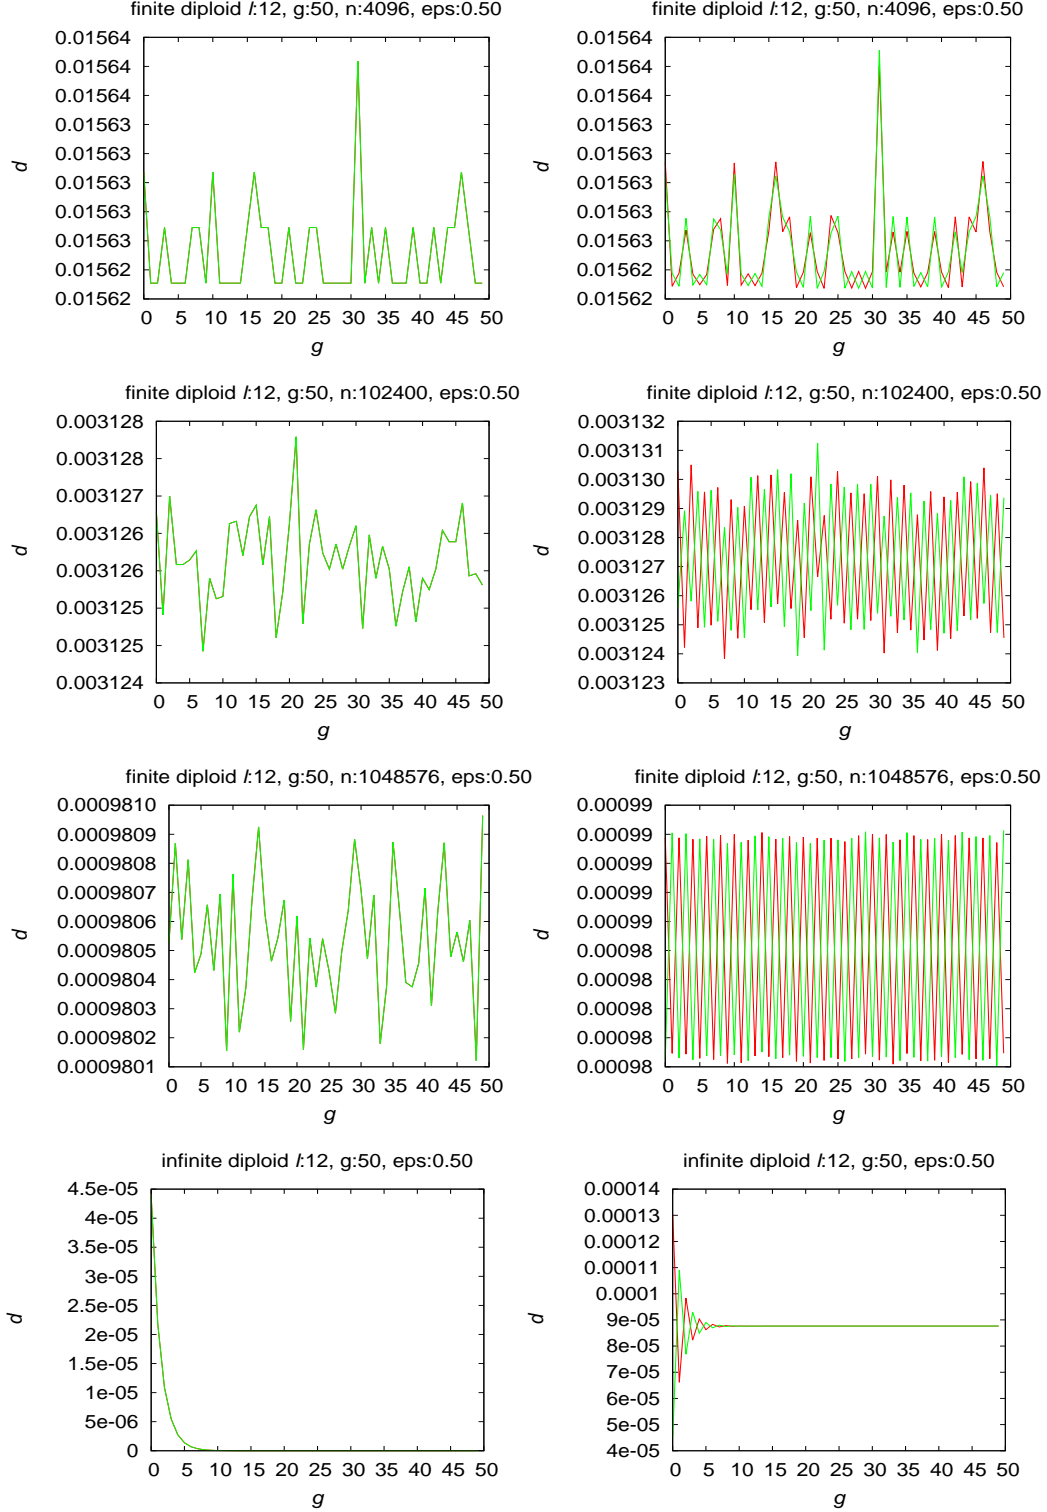 finite diploid l:12, g:50, n:4096, eps:0.50
0.01564
0.01564
0.01564
0.01563
0.01563
0.01563
0.01563
0.01563
0.01562
0.01562
d
0 5 10 15 20 25 30 35 40 45 50
g
finite diploid l:12, g:50, n:4096, eps:0.50
0.01564
0.01564
0.01564
0.01563
0.01563
0.01563
0.01563
0.01563
0.01562
0.01562
d
0 5 10 15 20 25 30 35 40 45 50
g
finite diploid l:12, g:50, n:102400, eps:0.50
0.003128
0.003128
0.003127
0.003126
0.003126
0.003125
0.003125
0.003124
d
0 5 10 15 20 25 30 35 40 45 50
g
finite diploid l:12, g:50, n:102400, eps:0.50
0.003132
0.003131
0.003130
0.003129
0.003128
0.003127
0.003126
0.003125
0.003124
0.003123
d
0 5 10 15 20 25 30 35 40 45 50
g
finite diploid l:12, g:50, n:1048576, eps:0.50
0.0009810
0.0009809
0.0009808
0.0009807
0.0009806
0.0009805
0.0009804
0.0009803
0.0009802
0.0009801
d
0 5 10 15 20 25 30 35 40 45 50
g
finite diploid l:12, g:50, n:1048576, eps:0.50
0.00099
0.00099
0.00099
0.00099
0.00099
0.00098
0.00098
0.00098
0.00098
0.00098
d
0 5 10 15 20 25 30 35 40 45 50
g
infinite diploid l:12, g:50, eps:0.50
4.5e-05
4e-05
3.5e-05
3e-05
2.5e-05
2e-05
1.5e-05
1e-05
5e-06
0
d
0 5 10 15 20 25 30 35 40 45 50
g
infinite diploid l:12, g:50, eps:0.50
0.00014
0.00013
0.00012
0.00011
0.0001
9e-05
8e-05
7e-05
6e-05
5e-05
4e-05
d
0 5 10 15 20 25 30 35 40 45 50
g